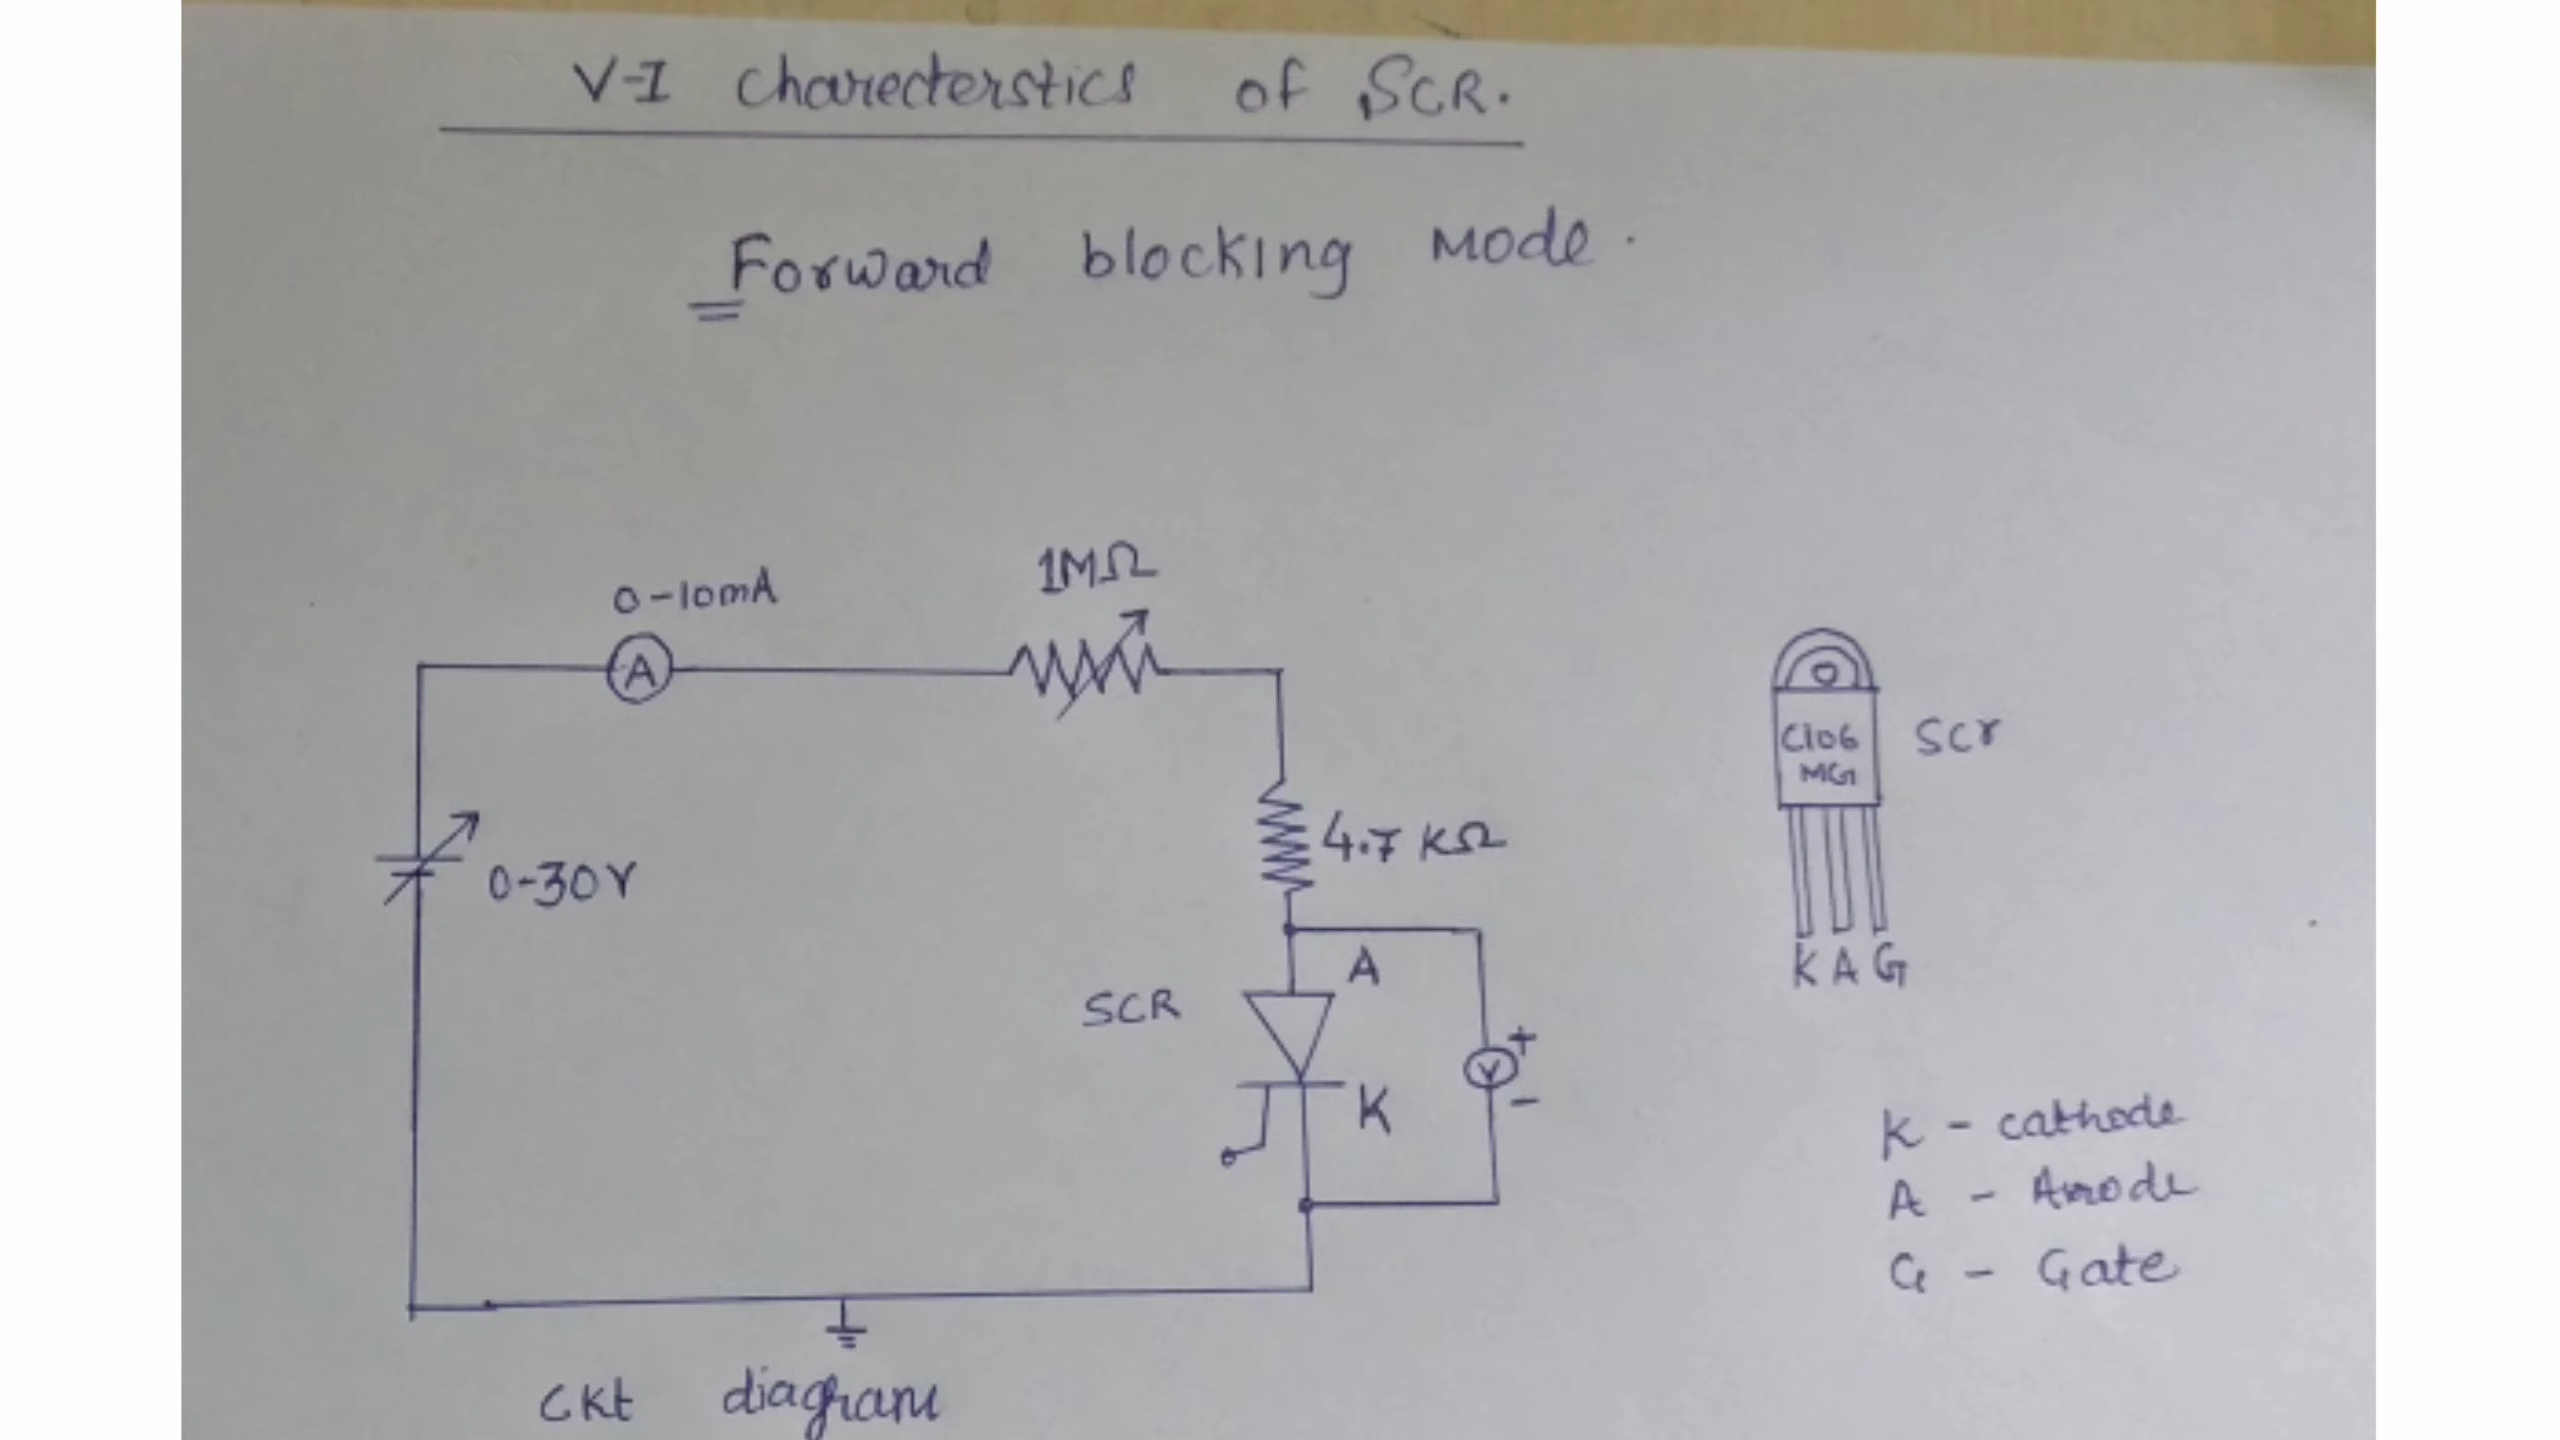 V-I charecterstics of SCR.
Forward blocking Mode.
0-10mA
1MΩ
A
0-30V
4.7 KΩ
A
SCR
K
V
+
-
C106
MG
Scr
K A G
K - cathode
A - Anode
G - Gate
ckt diagram